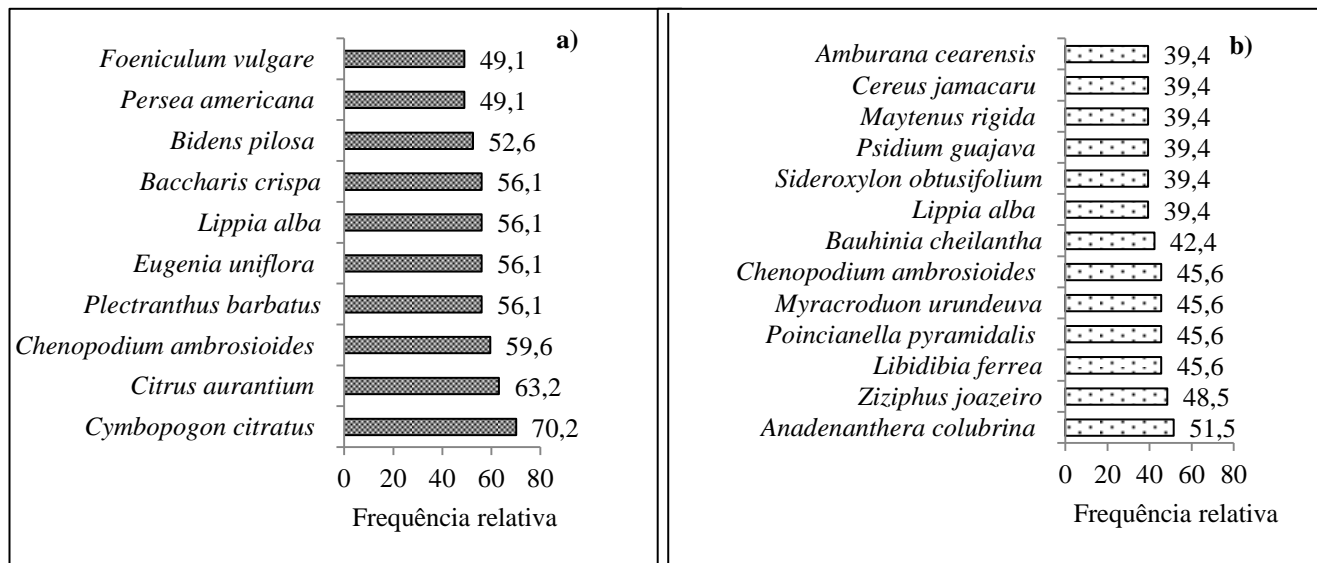 a)
Foeniculum vulgare 49,1
Persea americana 49,1
Bidens pilosa 52,6
Baccharis crispa 56,1
Lippia alba 56,1
Eugenia uniflora 56,1
Plectranthus barbatus 56,1
Chenopodium ambrosioides 59,6
Citrus aurantium 63,2
Cymbopogon citratus 70,2
0 20 40 60 80
Frequência relativa
b)
Amburana cearensis 39,4
Cereus jamacaru 39,4
Maytenus rigida 39,4
Psidium guajava 39,4
Sideroxylon obtusifolium 39,4
Lippia alba 39,4
Bauhinia cheilantha 42,4
Chenopodium ambrosioides 45,6
Myracroduon urundeuva 45,6
Poincianella pyramidalis 45,6
Libidibia ferrea 45,6
Ziziphus joazeiro 48,5
Anadenanthera colubrina 51,5
0 20 40 60 80
Frequência relativa